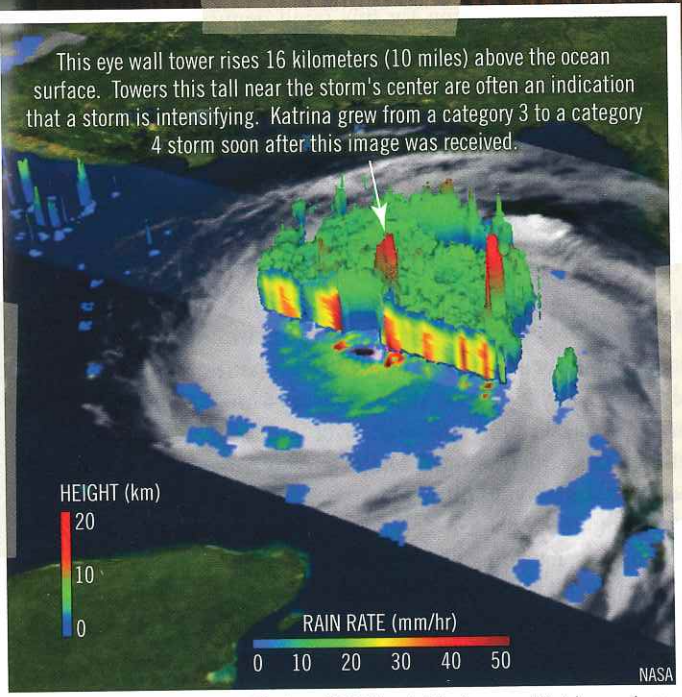 This eye wall tower rises 16 kilometers (10 miles) above the ocean
surface. Towers this tall near the storm's center are often an indication
that a storm is intensifying. Katrina grew from a category 3 to a category
4 storm soon after this image was received.
HEIGHT (km)
20
10
0
RAIN RATE (mm/hr)
0 10 20 30 40 50
NASA